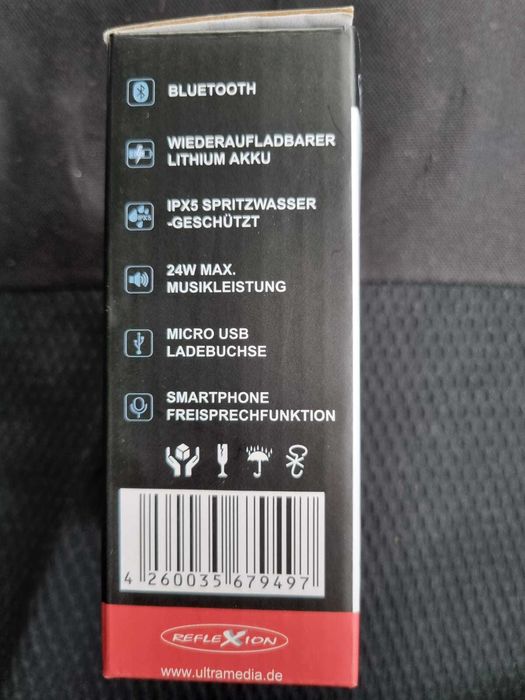 BLUETOOTH
WIEDERAUFLADBARER
LITHIUM AKKU
IPX5
IPX5 SPRITZWASSER
-GESCHÜTZT
24W MAX.
MUSIKLEISTUNG
MICRO USB
LADEBUCHSE
SMARTPHONE
FREISPRECHFUNKTION
4 260035 679497
REFLEXION
www.ultramedia.de